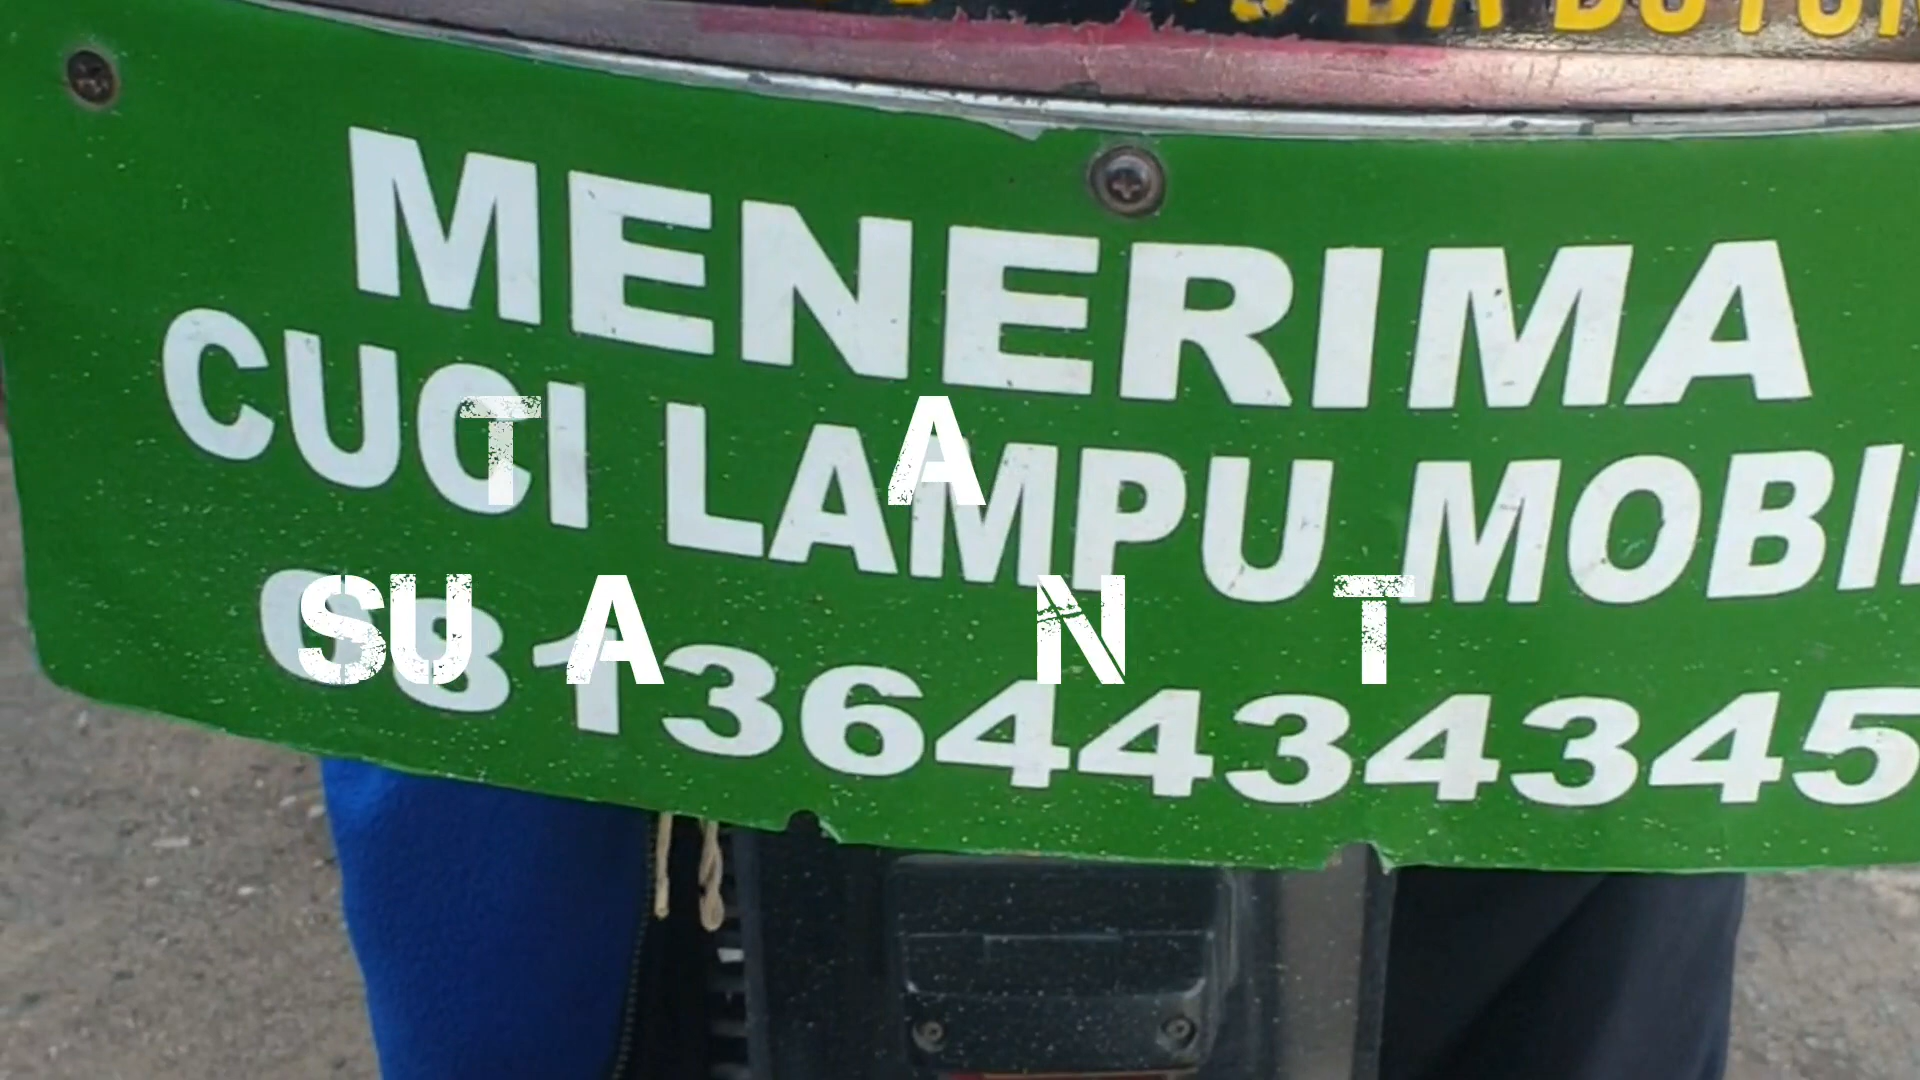 MENERIMA
CUCI LAMPU MOBI
081364434345
T A
SU A N T